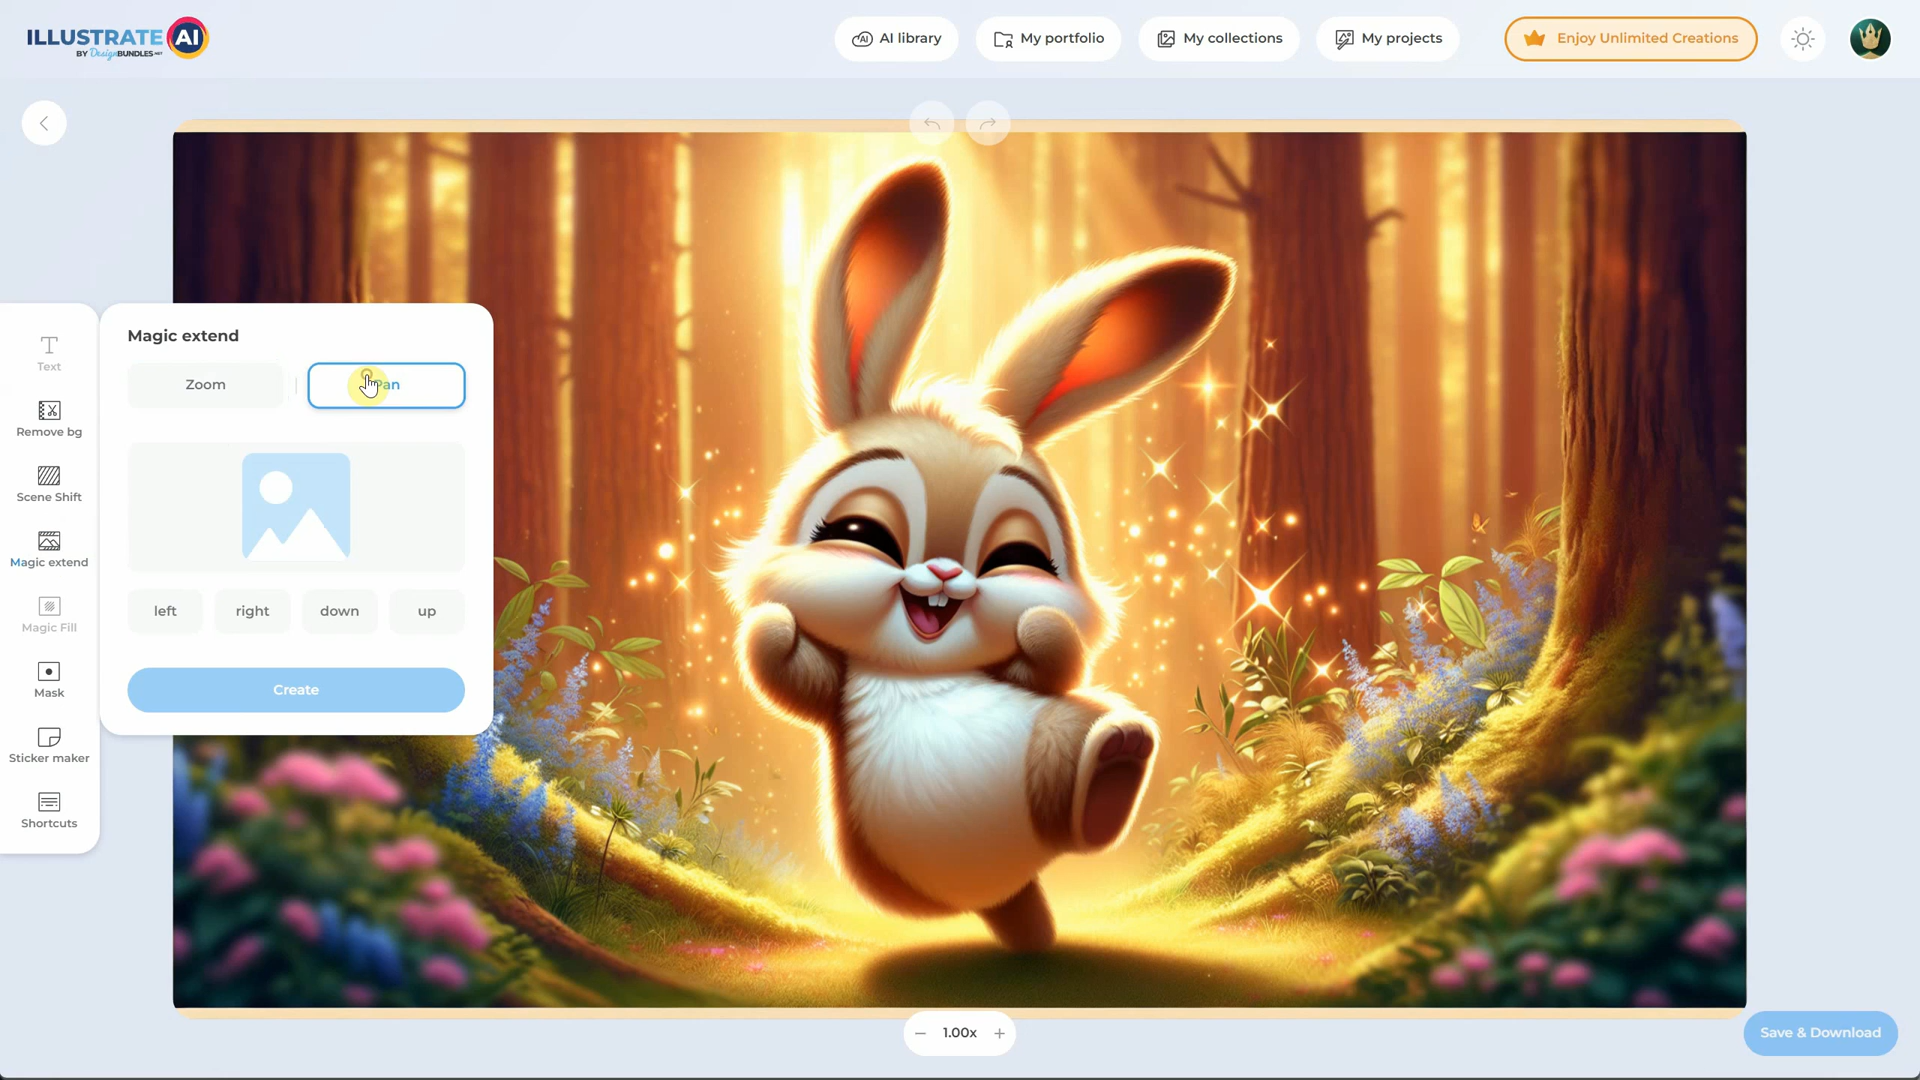 ILLUSTRATE AI
BY DesignBUNDLES.NET
AI library
My portfolio
My collections
My projects
Enjoy Unlimited Creations
Text
Remove bg
Scene Shift
Magic extend
Magic Fill
Mask
Sticker maker
Shortcuts
Magic extend
Zoom
Pan
left
right
down
up
Create
1.00x
Save & Download